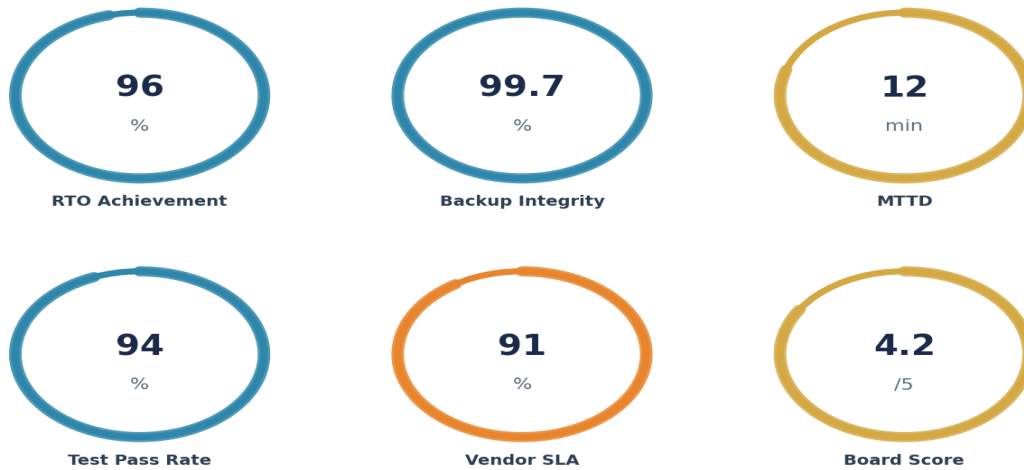 96
%
RTO Achievement
99.7
%
Backup Integrity
12
min
MTTD
94
%
Test Pass Rate
91
%
Vendor SLA
4.2
/5
Board Score